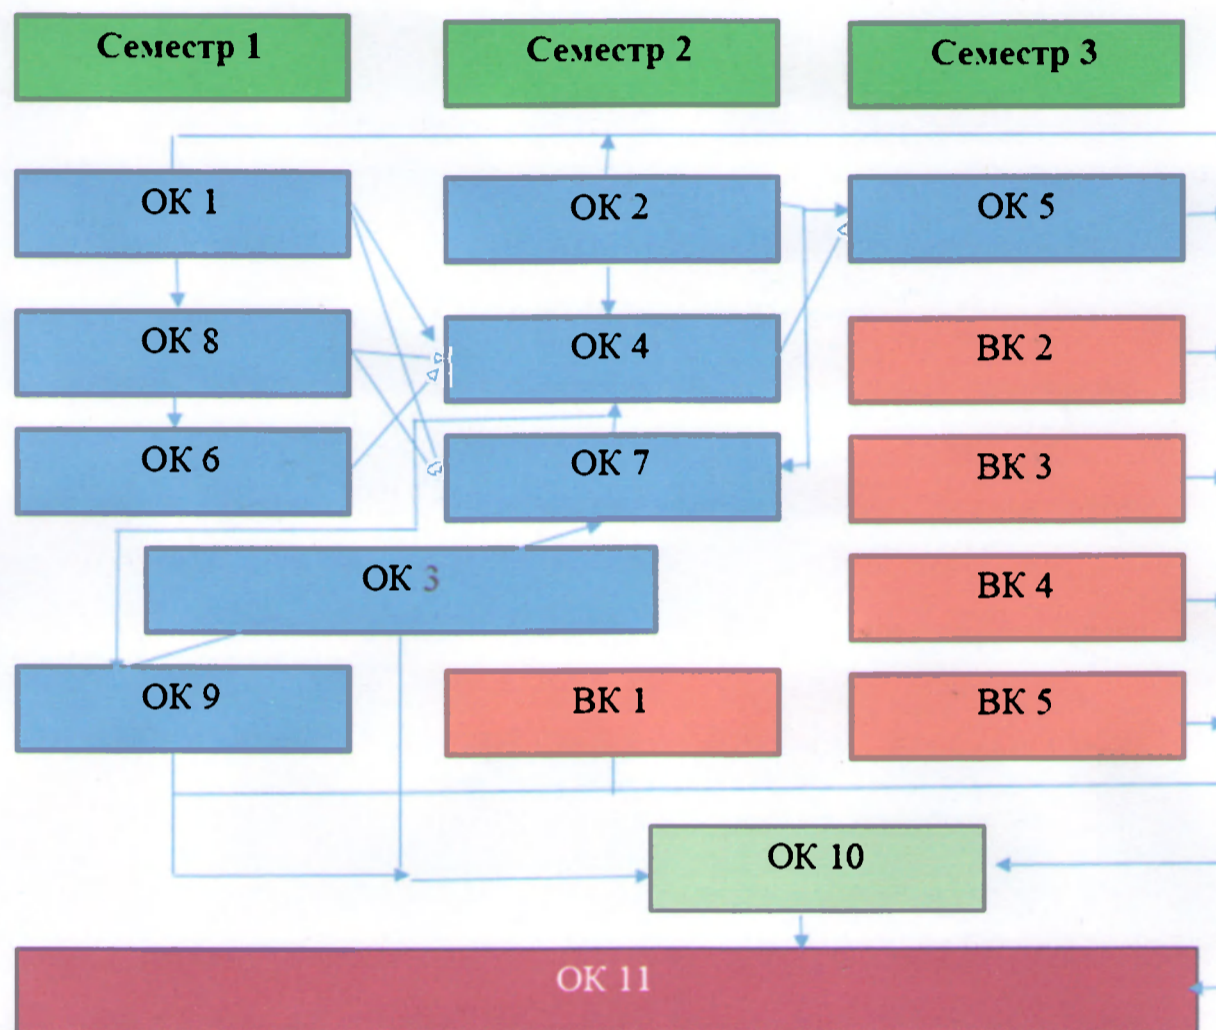 Семестр 1
Семестр 2
Семестр 3
ОК 1
ОК 2
ОК 5
ОК 8
ОК 4
ВК 2
ОК 6
ОК 7
ВК 3
ОК 3
ВК 4
ОК 9
ВК 1
ВК 5
ОК 10
ОК 11